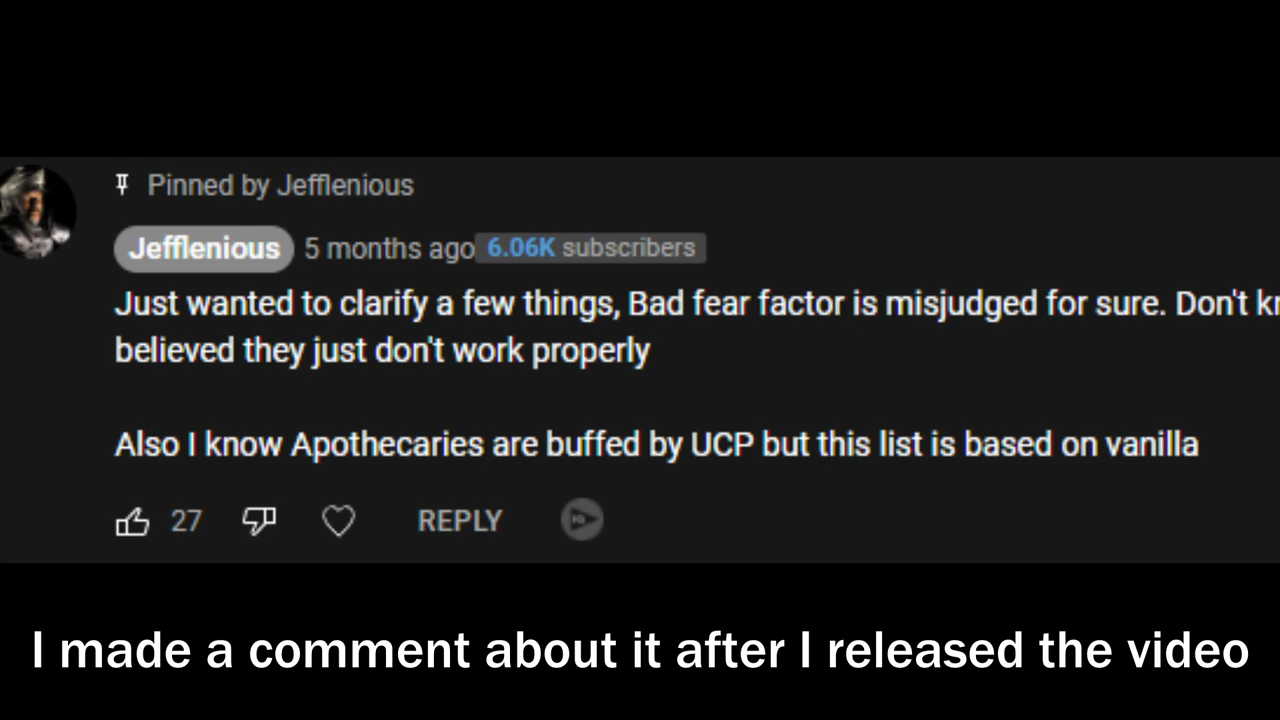 Pinned by Jefflenious
Jefflenious 5 months ago 6.06K subscribers
Just wanted to clarify a few things, Bad fear factor is misjudged for sure. Don't
believed they just don't work properly
Also I know Apothecaries are buffed by UCP but this list is based on vanilla
27 REPLY
I made a comment about it after I released the video